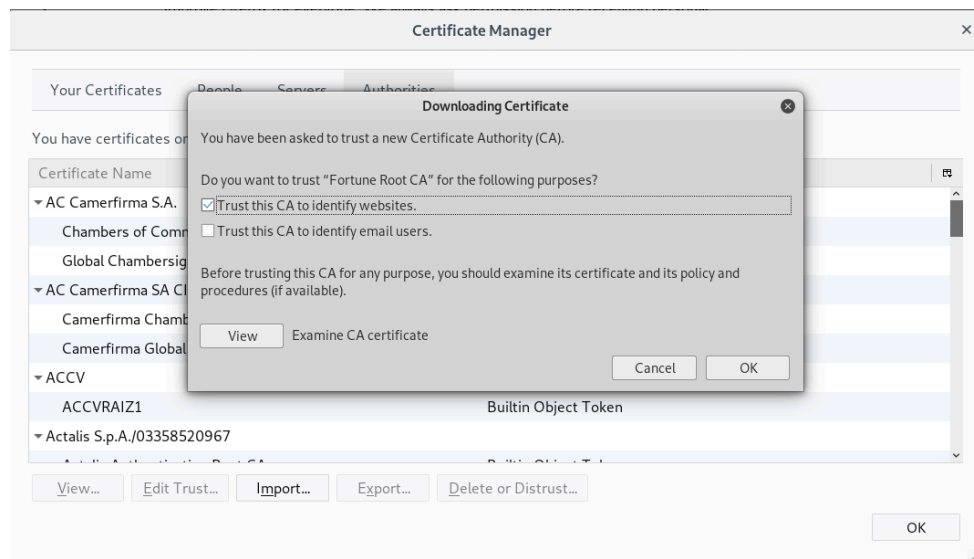 Certificate Manager
Your Certificates People Servers Authorities
Downloading Certificate
You have certificates or
You have been asked to trust a new Certificate Authority (CA).
Certificate Name
Do you want to trust “Fortune Root CA” for the following purposes?
AC Camerfirma S.A.
Trust this CA to identify websites.
Chambers of Comm
Trust this CA to identify email users.
Global Chambersig
Before trusting this CA for any purpose, you should examine its certificate and its policy and
procedures (if available).
AC Camerfirma SA CI
Camerfirma Chamb
View Examine CA certificate
Camerfirma Global
Cancel OK
ACCV
ACCVRAIZ1 Builtin Object Token
Actalis S.p.A./03358520967
View... Edit Trust... Import... Export... Delete or Distrust...
OK